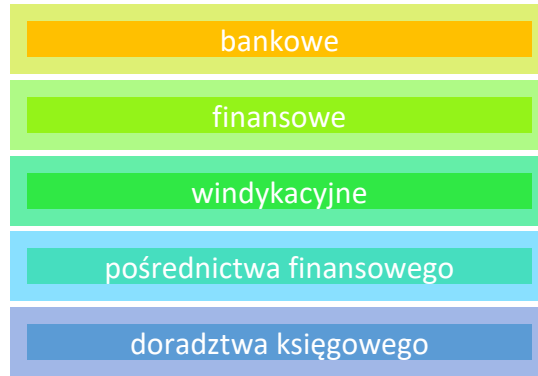 bankowe
finansowe
windykacyjne
pośrednictwa finansowego
doradztwa księgowego